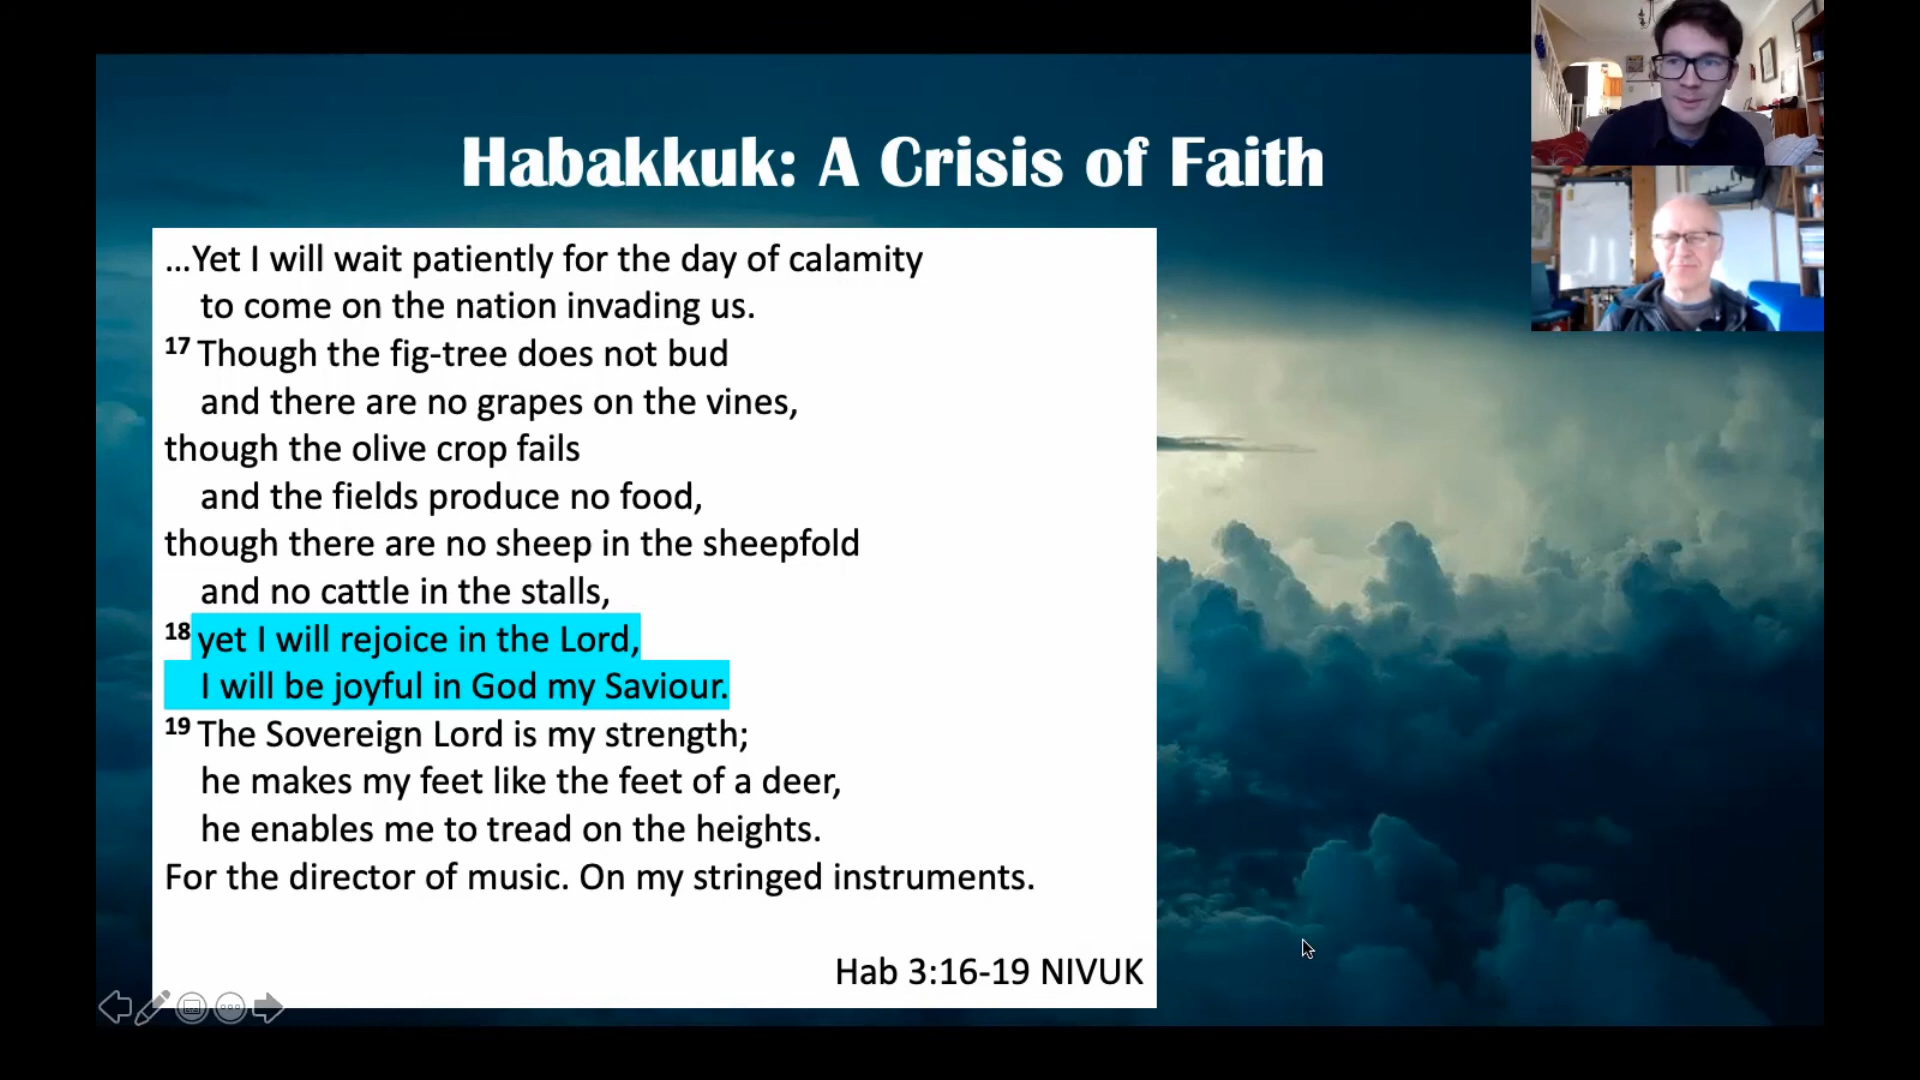 Habakkuk: A Crisis of Faith
...Yet I will wait patiently for the day of calamity
to come on the nation invading us.
17 Though the fig-tree does not bud
and there are no grapes on the vines,
though the olive crop fails
and the fields produce no food,
though there are no sheep in the sheepfold
and no cattle in the stalls,
18 yet I will rejoice in the Lord,
I will be joyful in God my Saviour.
19 The Sovereign Lord is my strength;
he makes my feet like the feet of a deer,
he enables me to tread on the heights.
For the director of music. On my stringed instruments.
Hab 3:16-19 NIVUK